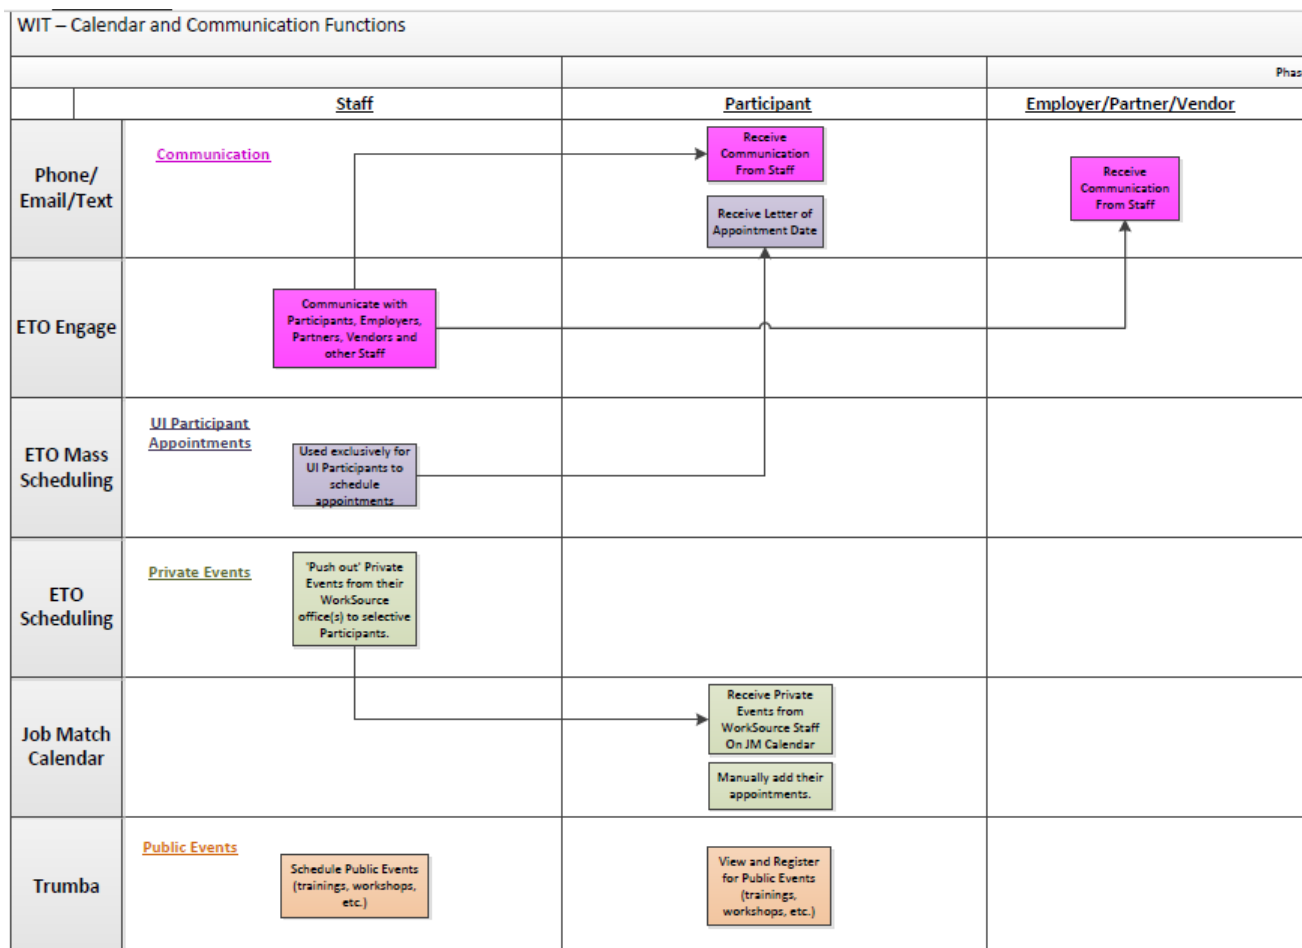 WIT – Calendar and Communication Functions
Phas
Staff
Participant
Employer/Partner/Vendor
Phone/
Email/Text
Communication
Receive
Communication
From Staff
Receive Letter of
Appointment Date
Receive
Communication
From Staff
ETO Engage
Communicate with
Participants, Employers,
Partners, Vendors and
other Staff
ETO Mass
Scheduling
UI Participant
Appointments
Used exclusively for
UI Participants to
schedule
appointments
ETO
Scheduling
Private Events
'Push out' Private
Events from their
WorkSource
office(s) to selective
Participants.
Job Match
Calendar
Receive Private
Events from
WorkSource Staff
On JM Calendar
Manually add their
appointments.
Trumba
Public Events
Schedule Public Events
(trainings, workshops,
etc.)
View and Register
for Public Events
(trainings,
workshops, etc.)